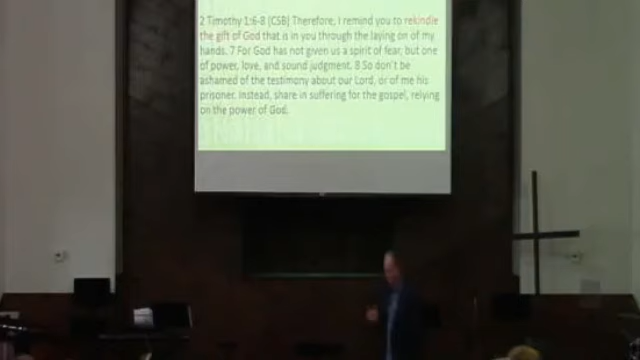 2 Timothy 1:6-8 (CSB) Therefore, I remind you to rekindle
the gift of God that is in you through the laying on of my
hands. 7 For God has not given us a spirit of fear, but one
of power, love, and sound judgment. 8 So don't be
ashamed of the testimony about our Lord, or of me his
prisoner. Instead, share in suffering for the gospel, relying
on the power of God.